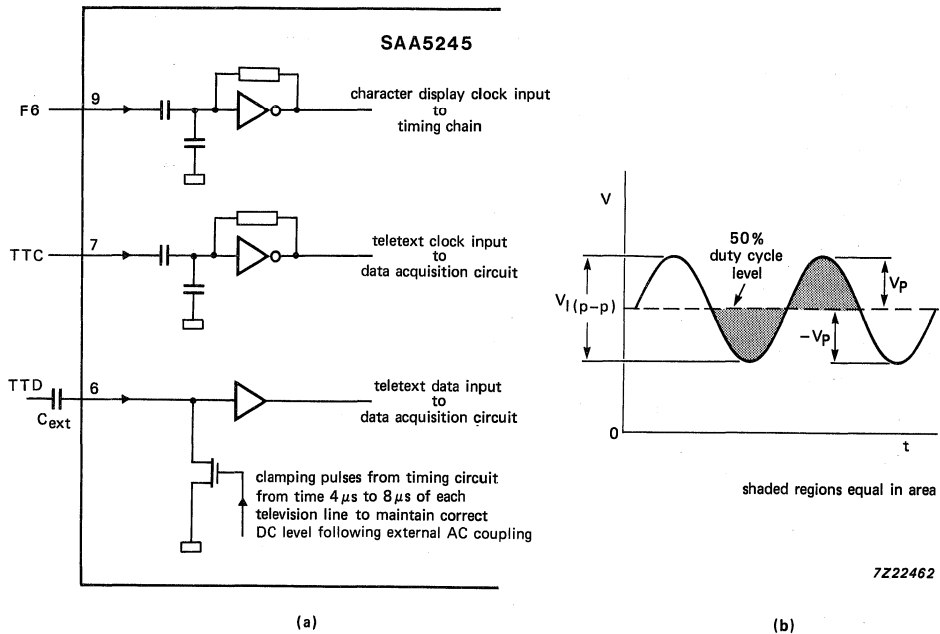 SAA5245
F6
9
character display clock input
to
timing chain
TTC
7
teletext clock input
to
data acquisition circuit
TTD
Cext
6
teletext data input
to
data acquisition circuit
clamping pulses from timing circuit
from time 4 μs to 8 μs of each
television line to maintain correct
DC level following external AC coupling
(a)
V
50%
duty cycle
level
VI(p-p)
VP
-VP
0
t
shaded regions equal in area
7Z22462
(b)